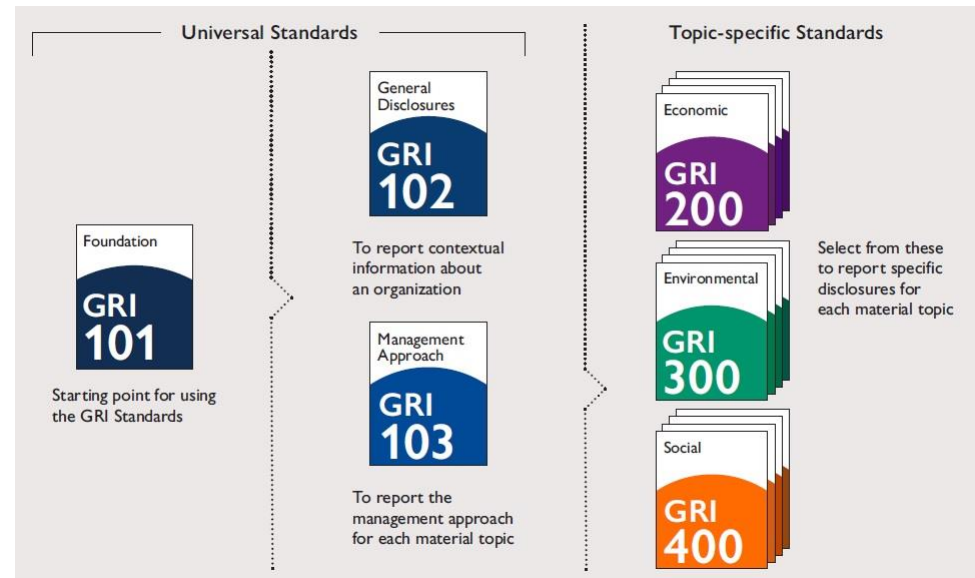 Universal Standards
Topic-specific Standards
Foundation
GRI
101
Starting point for using
the GRI Standards
General
Disclosures
GRI
102
To report contextual
information about
an organization
Management
Approach
GRI
103
To report the
management approach
for each material topic
Economic
GRI
200
Environmental
GRI
300
Social
GRI
400
Select from these
to report specific
disclosures for
each material topic